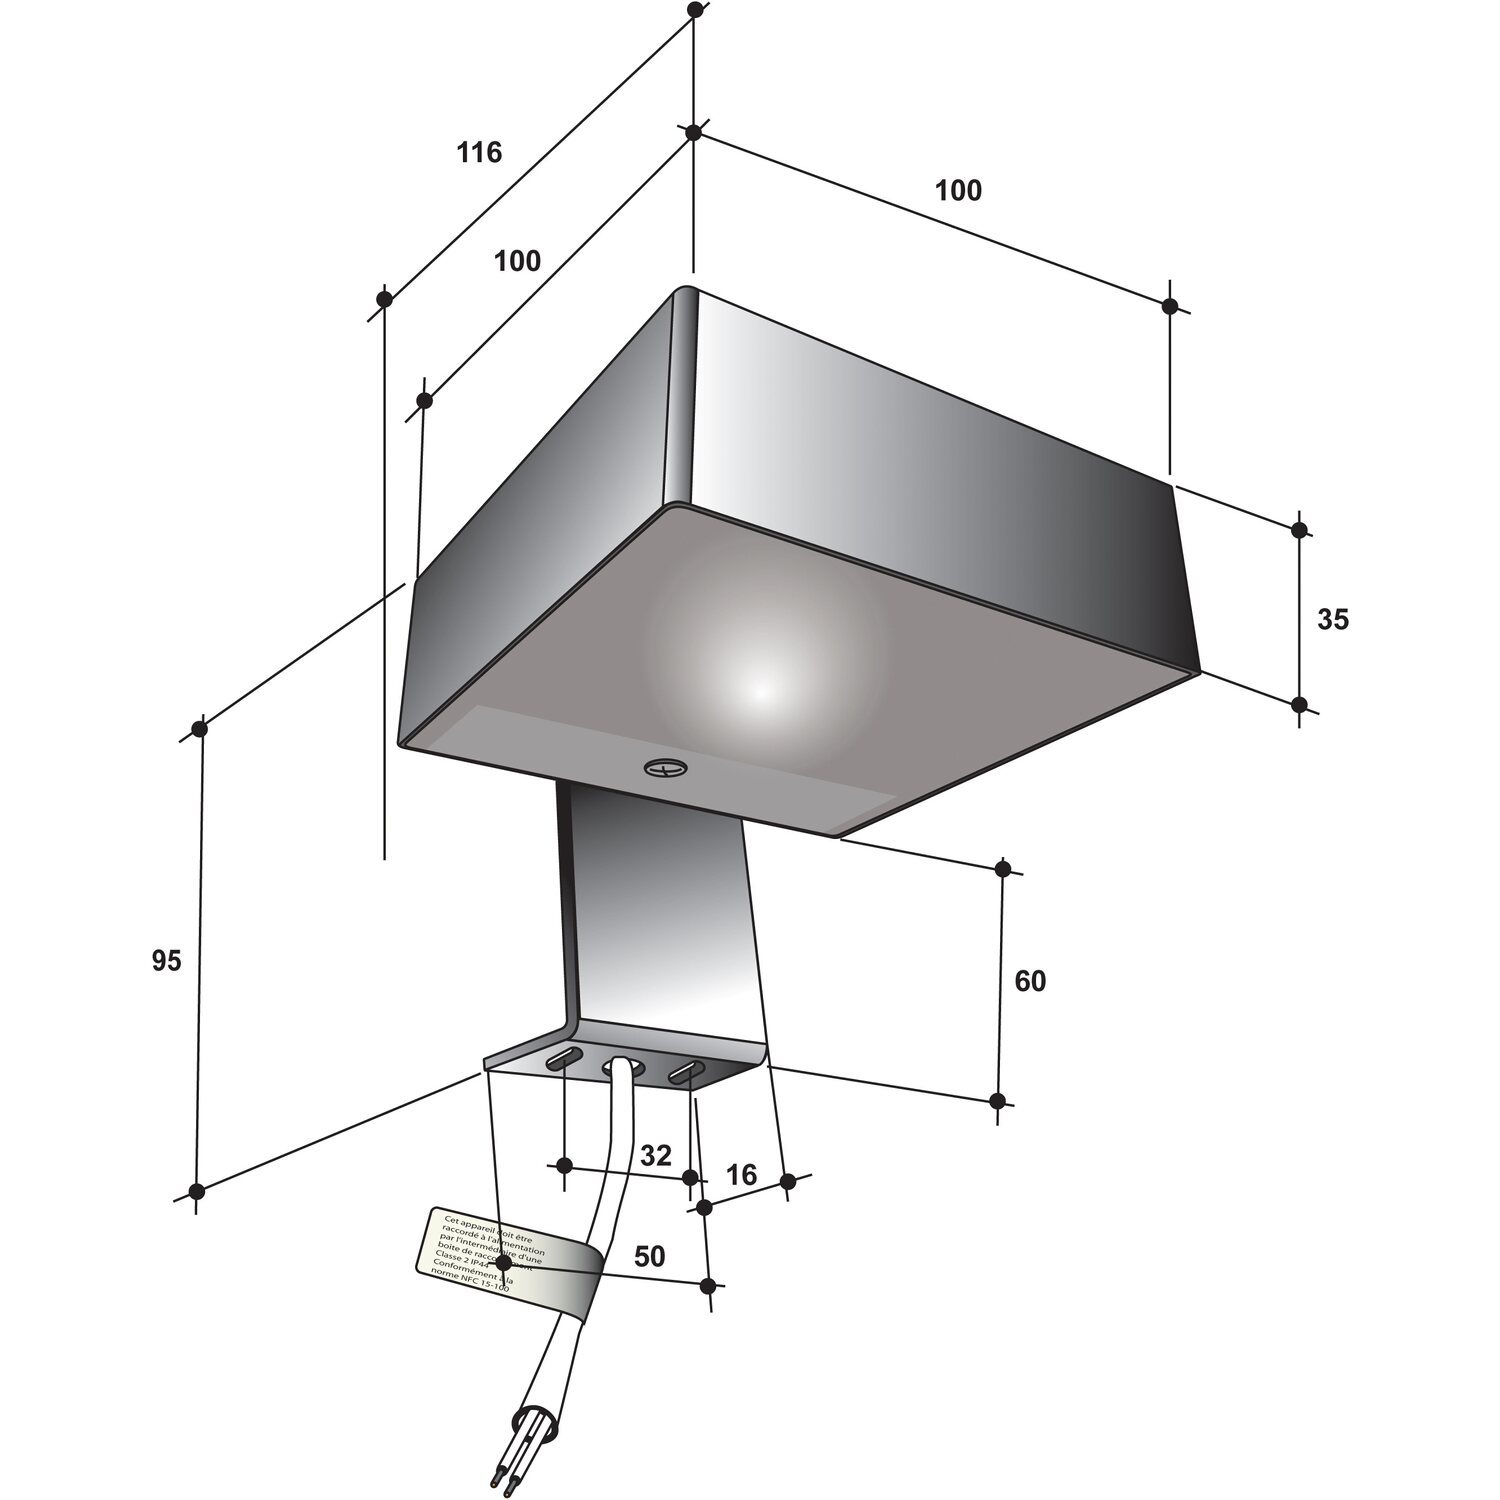 116
100
100
35
95
60
32
16
50
Cet appareil doit être
raccordé à l'alimentation
par l'intermédiaire d'une
boite de raccordement
Classe 2 IP44
Conformément à la
norme NFC 15-100